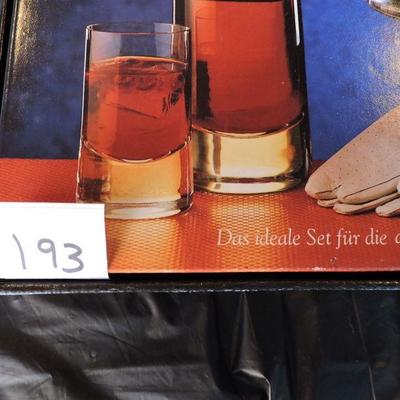 193
Das ideale Set für die